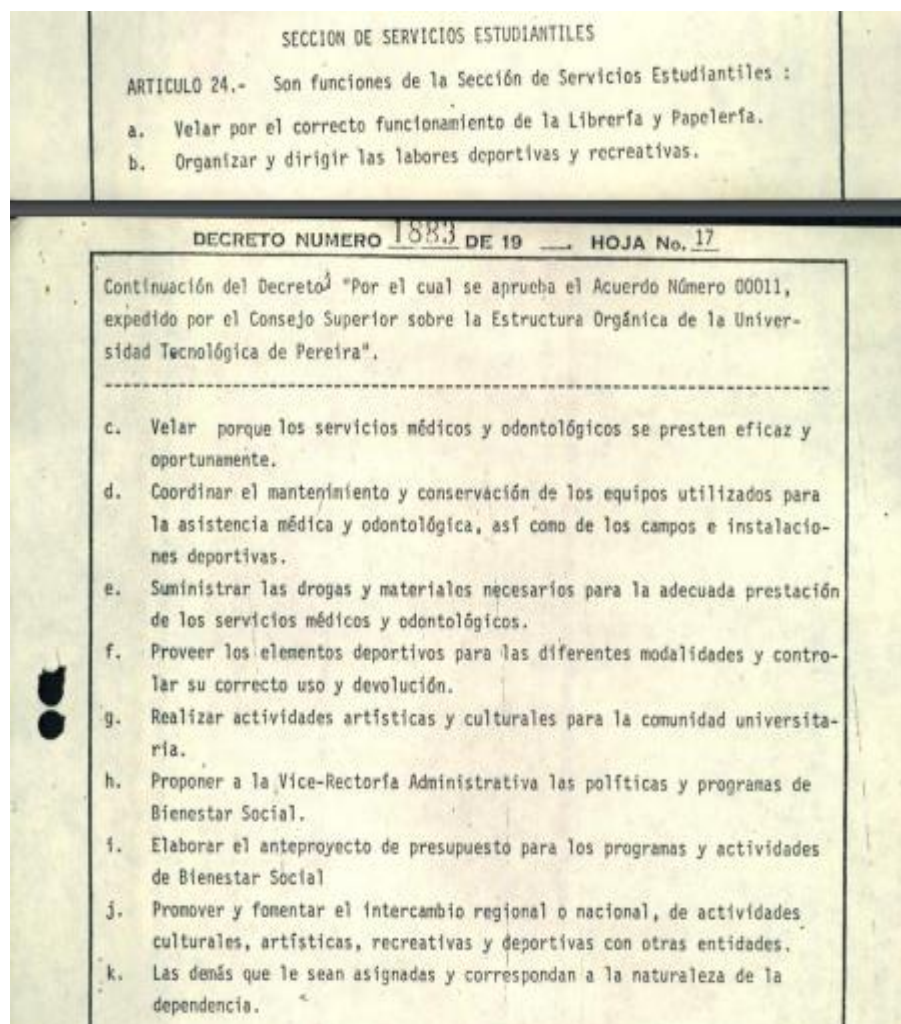 SECCION DE SERVICIOS ESTUDIANTILES
ARTICULO 24.- Son funciones de la Sección de Servicios Estudiantiles :
a. Velar por el correcto funcionamiento de la Librería y Papelería.
b. Organizar y dirigir las labores deportivas y recreativas.
DECRETO NUMERO 1883 DE 19 __. HOJA No. 17
Continuación del Decreto "Por el cual se aprueba el Acuerdo Número 00011,
expedido por el Consejo Superior sobre la Estructura Orgánica de la Univer-
sidad Tecnológica de Pereira".
--------------------------------------------------------------------------------
c. Velar porque los servicios médicos y odontológicos se presten eficaz y
oportunamente.
d. Coordinar el mantenimiento y conservación de los equipos utilizados para
la asistencia médica y odontológica, así como de los campos e instalacio-
nes deportivas.
e. Suministrar las drogas y materiales necesarios para la adecuada prestación
de los servicios médicos y odontológicos.
f. Proveer los elementos deportivos para las diferentes modalidades y contro-
lar su correcto uso y devolución.
g. Realizar actividades artísticas y culturales para la comunidad universita-
ria.
h. Proponer a la Vice-Rectoría Administrativa las políticas y programas de
Bienestar Social.
i. Elaborar el anteproyecto de presupuesto para los programas y actividades
de Bienestar Social
j. Promover y fomentar el intercambio regional o nacional, de actividades
culturales, artísticas, recreativas y deportivas con otras entidades.
k. Las demás que le sean asignadas y correspondan a la naturaleza de la
dependencia.